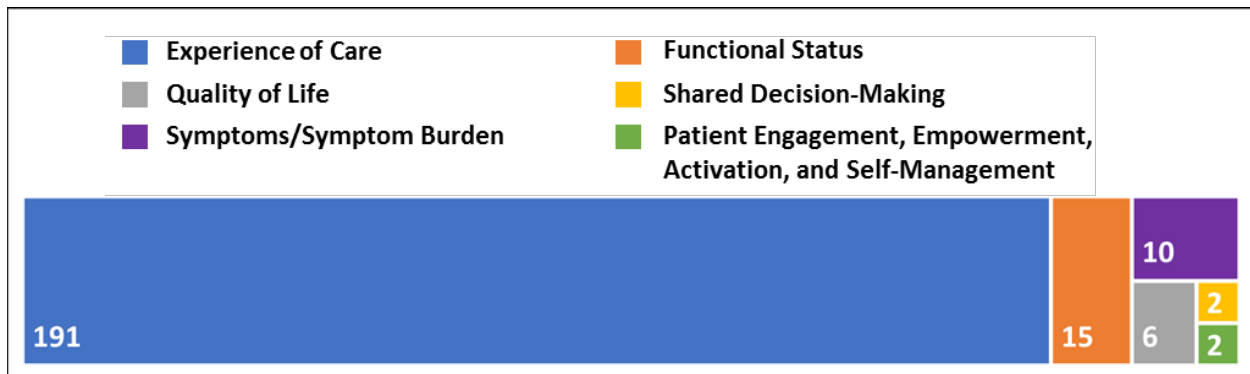 Experience of Care
Functional Status
Quality of Life
Shared Decision-Making
Symptoms/Symptom Burden
Patient Engagement, Empowerment,
Activation, and Self-Management
191
15
10
6
2
2